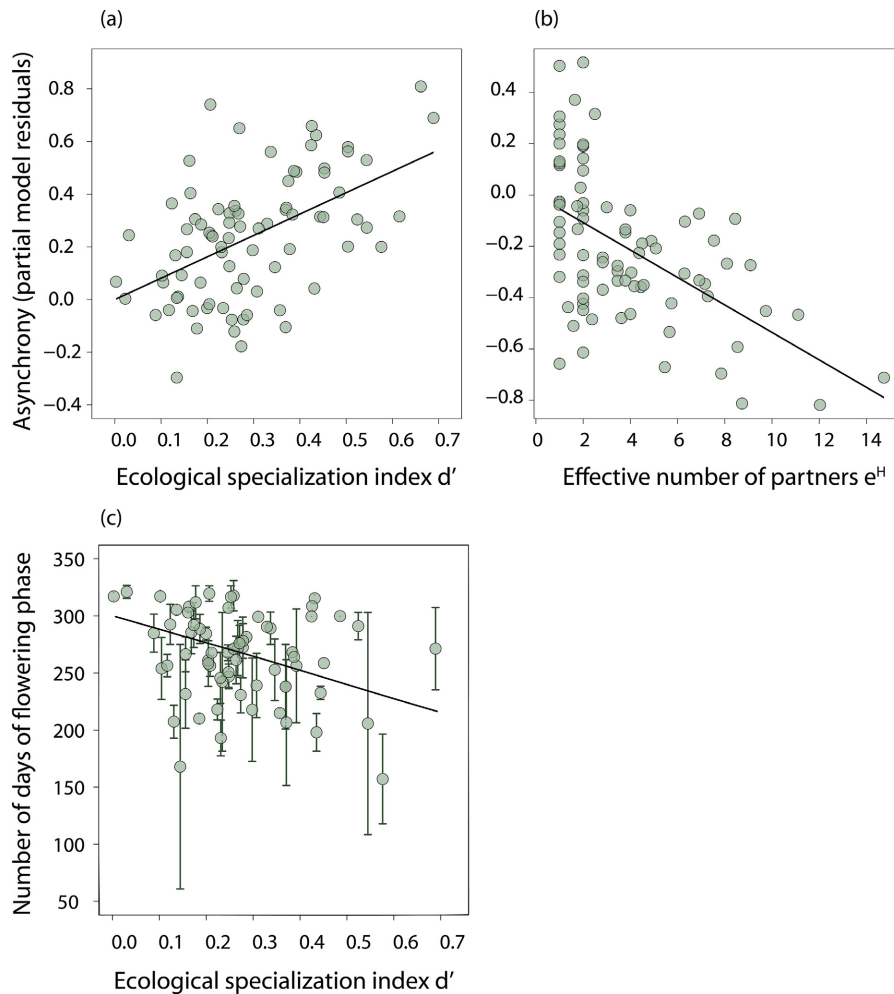 (a)
(b)
Asynchrony (partial model residuals)
0.8
0.6
0.4
0.2
0.0
−0.2
−0.4
0.0 0.1 0.2 0.3 0.4 0.5 0.6 0.7
Ecological specialization index d’
0.4
0.2
0.0
−0.2
−0.4
−0.6
−0.8
0 2 4 6 8 10 12 14
Effective number of partners eᴴ
(c)
Number of days of flowering phase
350
300
250
200
150
100
50
0.0 0.1 0.2 0.3 0.4 0.5 0.6 0.7
Ecological specialization index d’